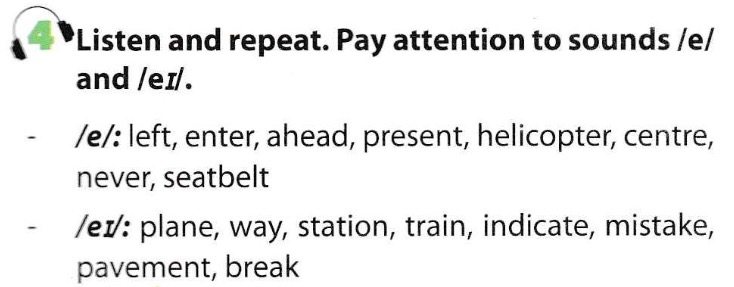 4 Listen and repeat. Pay attention to sounds /e/
and /eɪ/.
- /e/: left, enter, ahead, present, helicopter, centre,
never, seatbelt
- /eɪ/: plane, way, station, train, indicate, mistake,
pavement, break